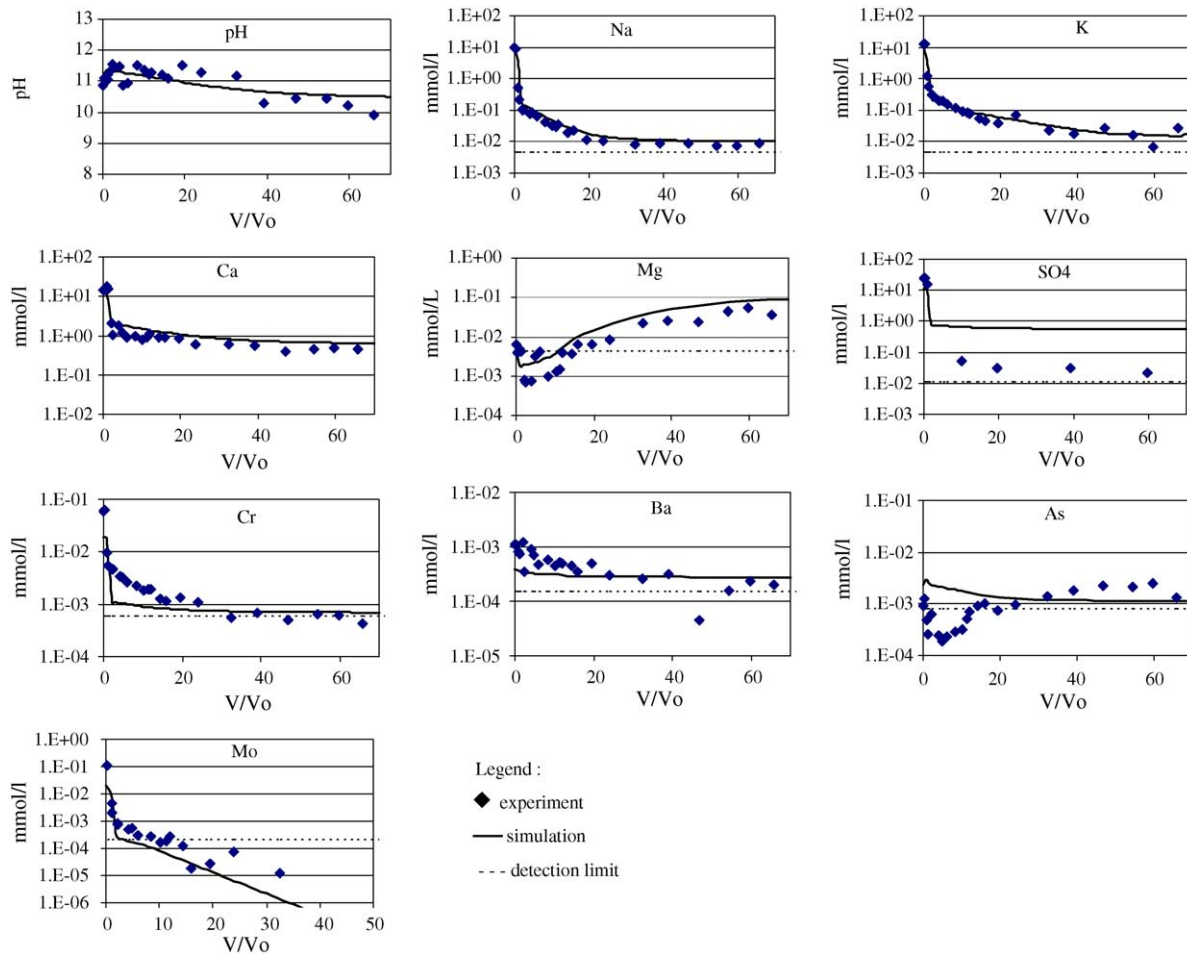 pH
13
12
11
10
9
8
pH
0 20 40 60
V/Vo
Na
1.E+02
1.E+01
1.E+00
1.E-01
1.E-02
1.E-03
mmol/l
0 20 40 60
V/Vo
K
1.E+02
1.E+01
1.E+00
1.E-01
1.E-02
1.E-03
mmol/l
0 20 40 60
V/Vo
Ca
1.E+02
1.E+01
1.E+00
1.E-01
1.E-02
mmol/l
0 20 40 60
V/Vo
Mg
1.E+00
1.E-01
1.E-02
1.E-03
1.E-04
mmol/L
0 20 40 60
V/Vo
SO4
1.E+02
1.E+01
1.E+00
1.E-01
1.E-02
1.E-03
mmol/l
0 20 40 60
V/Vo
Cr
1.E-01
1.E-02
1.E-03
1.E-04
mmol/l
0 20 40 60
V/Vo
Ba
1.E-02
1.E-03
1.E-04
1.E-05
mmol/l
0 20 40 60
V/Vo
As
1.E-01
1.E-02
1.E-03
1.E-04
mmol/l
0 20 40 60
V/Vo
Mo
1.E+00
1.E-01
1.E-02
1.E-03
1.E-04
1.E-05
1.E-06
mmol/l
0 10 20 30 40 50
V/Vo
Legend :
experiment
simulation
detection limit